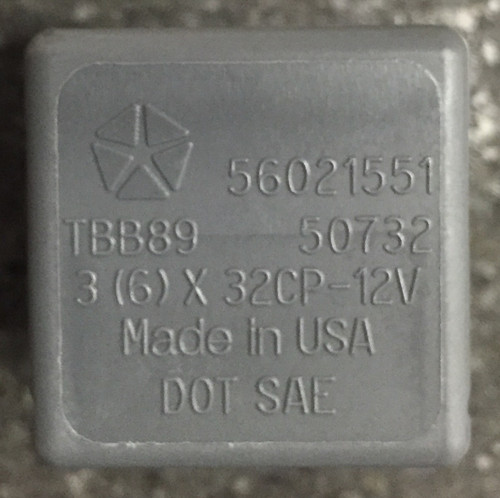 56021551
TBB89 50732
3 (6) X 32CP-12V
Made in USA
DOT SAE